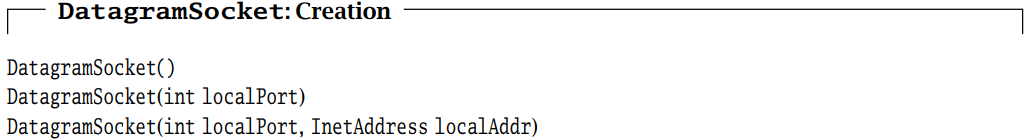 DatagramSocket: Creation
DatagramSocket()
DatagramSocket(int localPort)
DatagramSocket(int localPort, InetAddress localAddr)